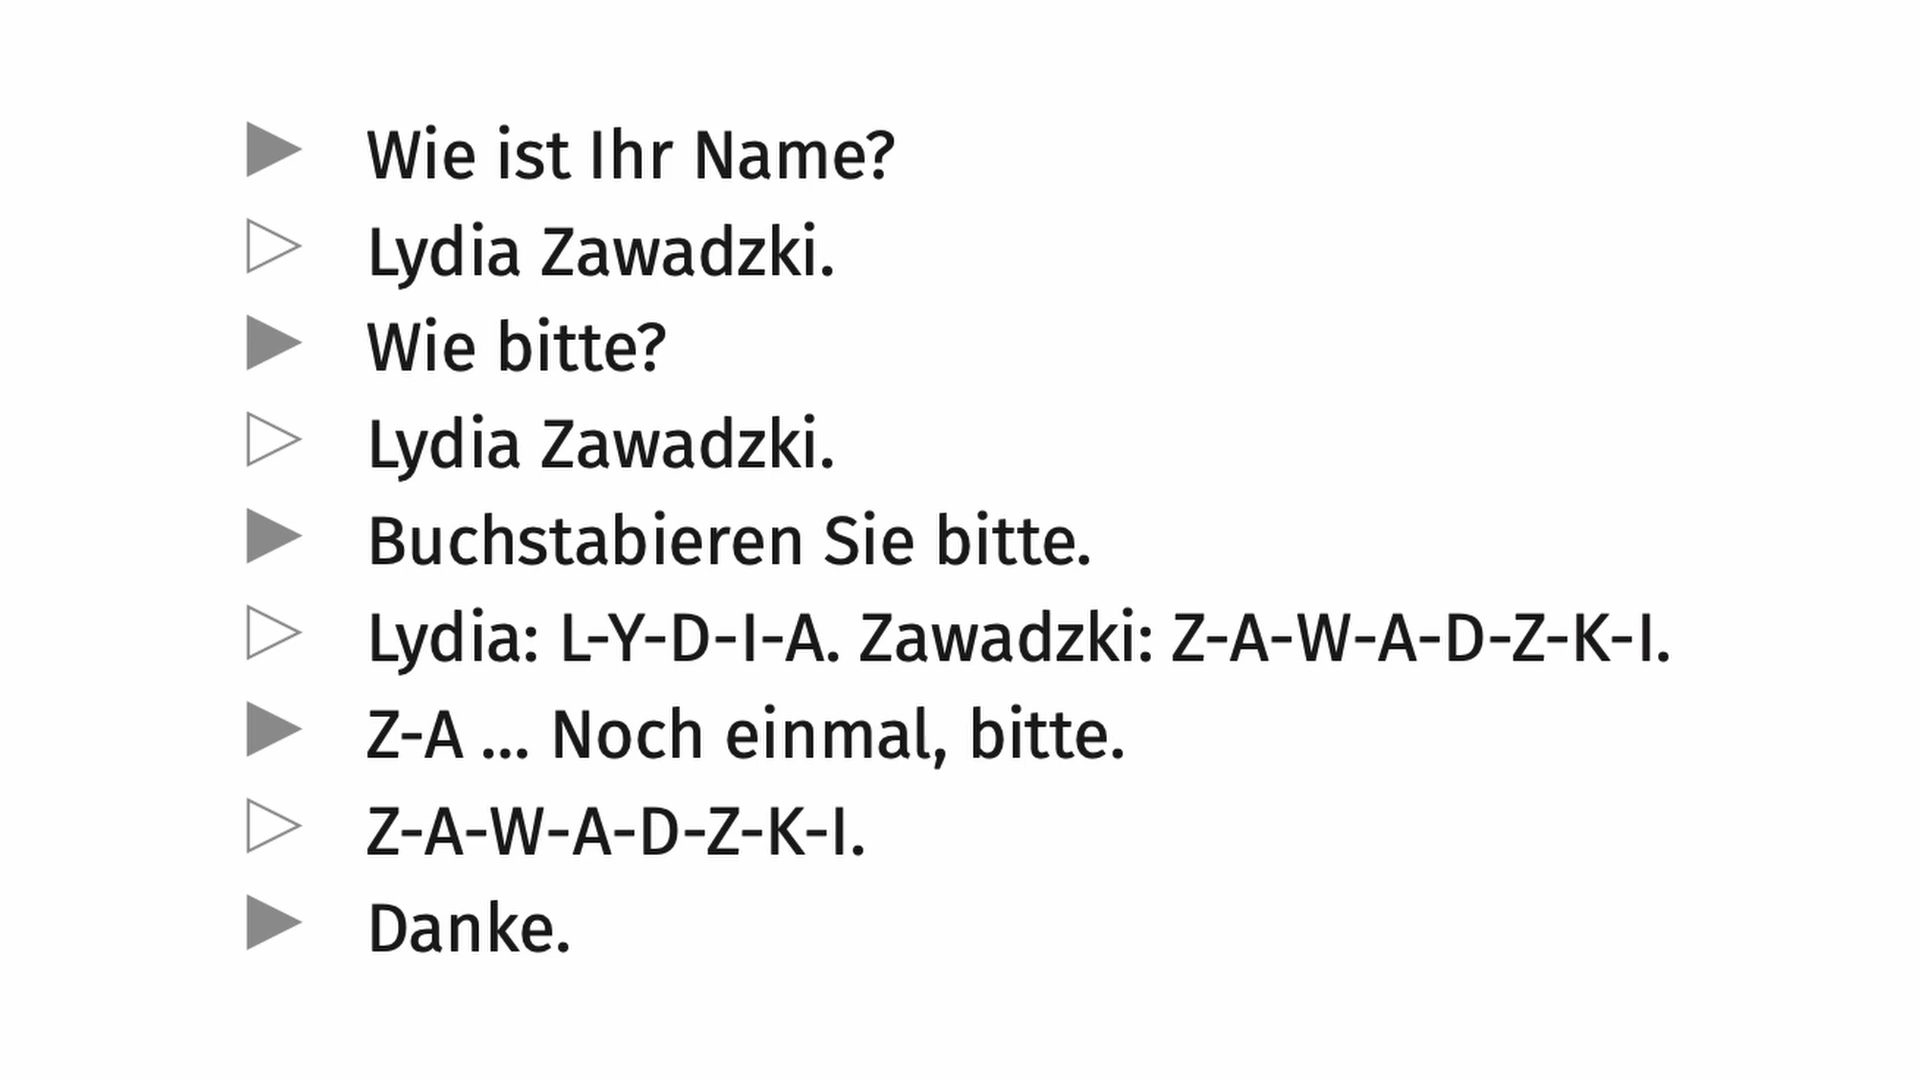 Wie ist Ihr Name?
Lydia Zawadzki.
Wie bitte?
Lydia Zawadzki.
Buchstabieren Sie bitte.
Lydia: L-Y-D-I-A. Zawadzki: Z-A-W-A-D-Z-K-I.
Z-A ... Noch einmal, bitte.
Z-A-W-A-D-Z-K-I.
Danke.